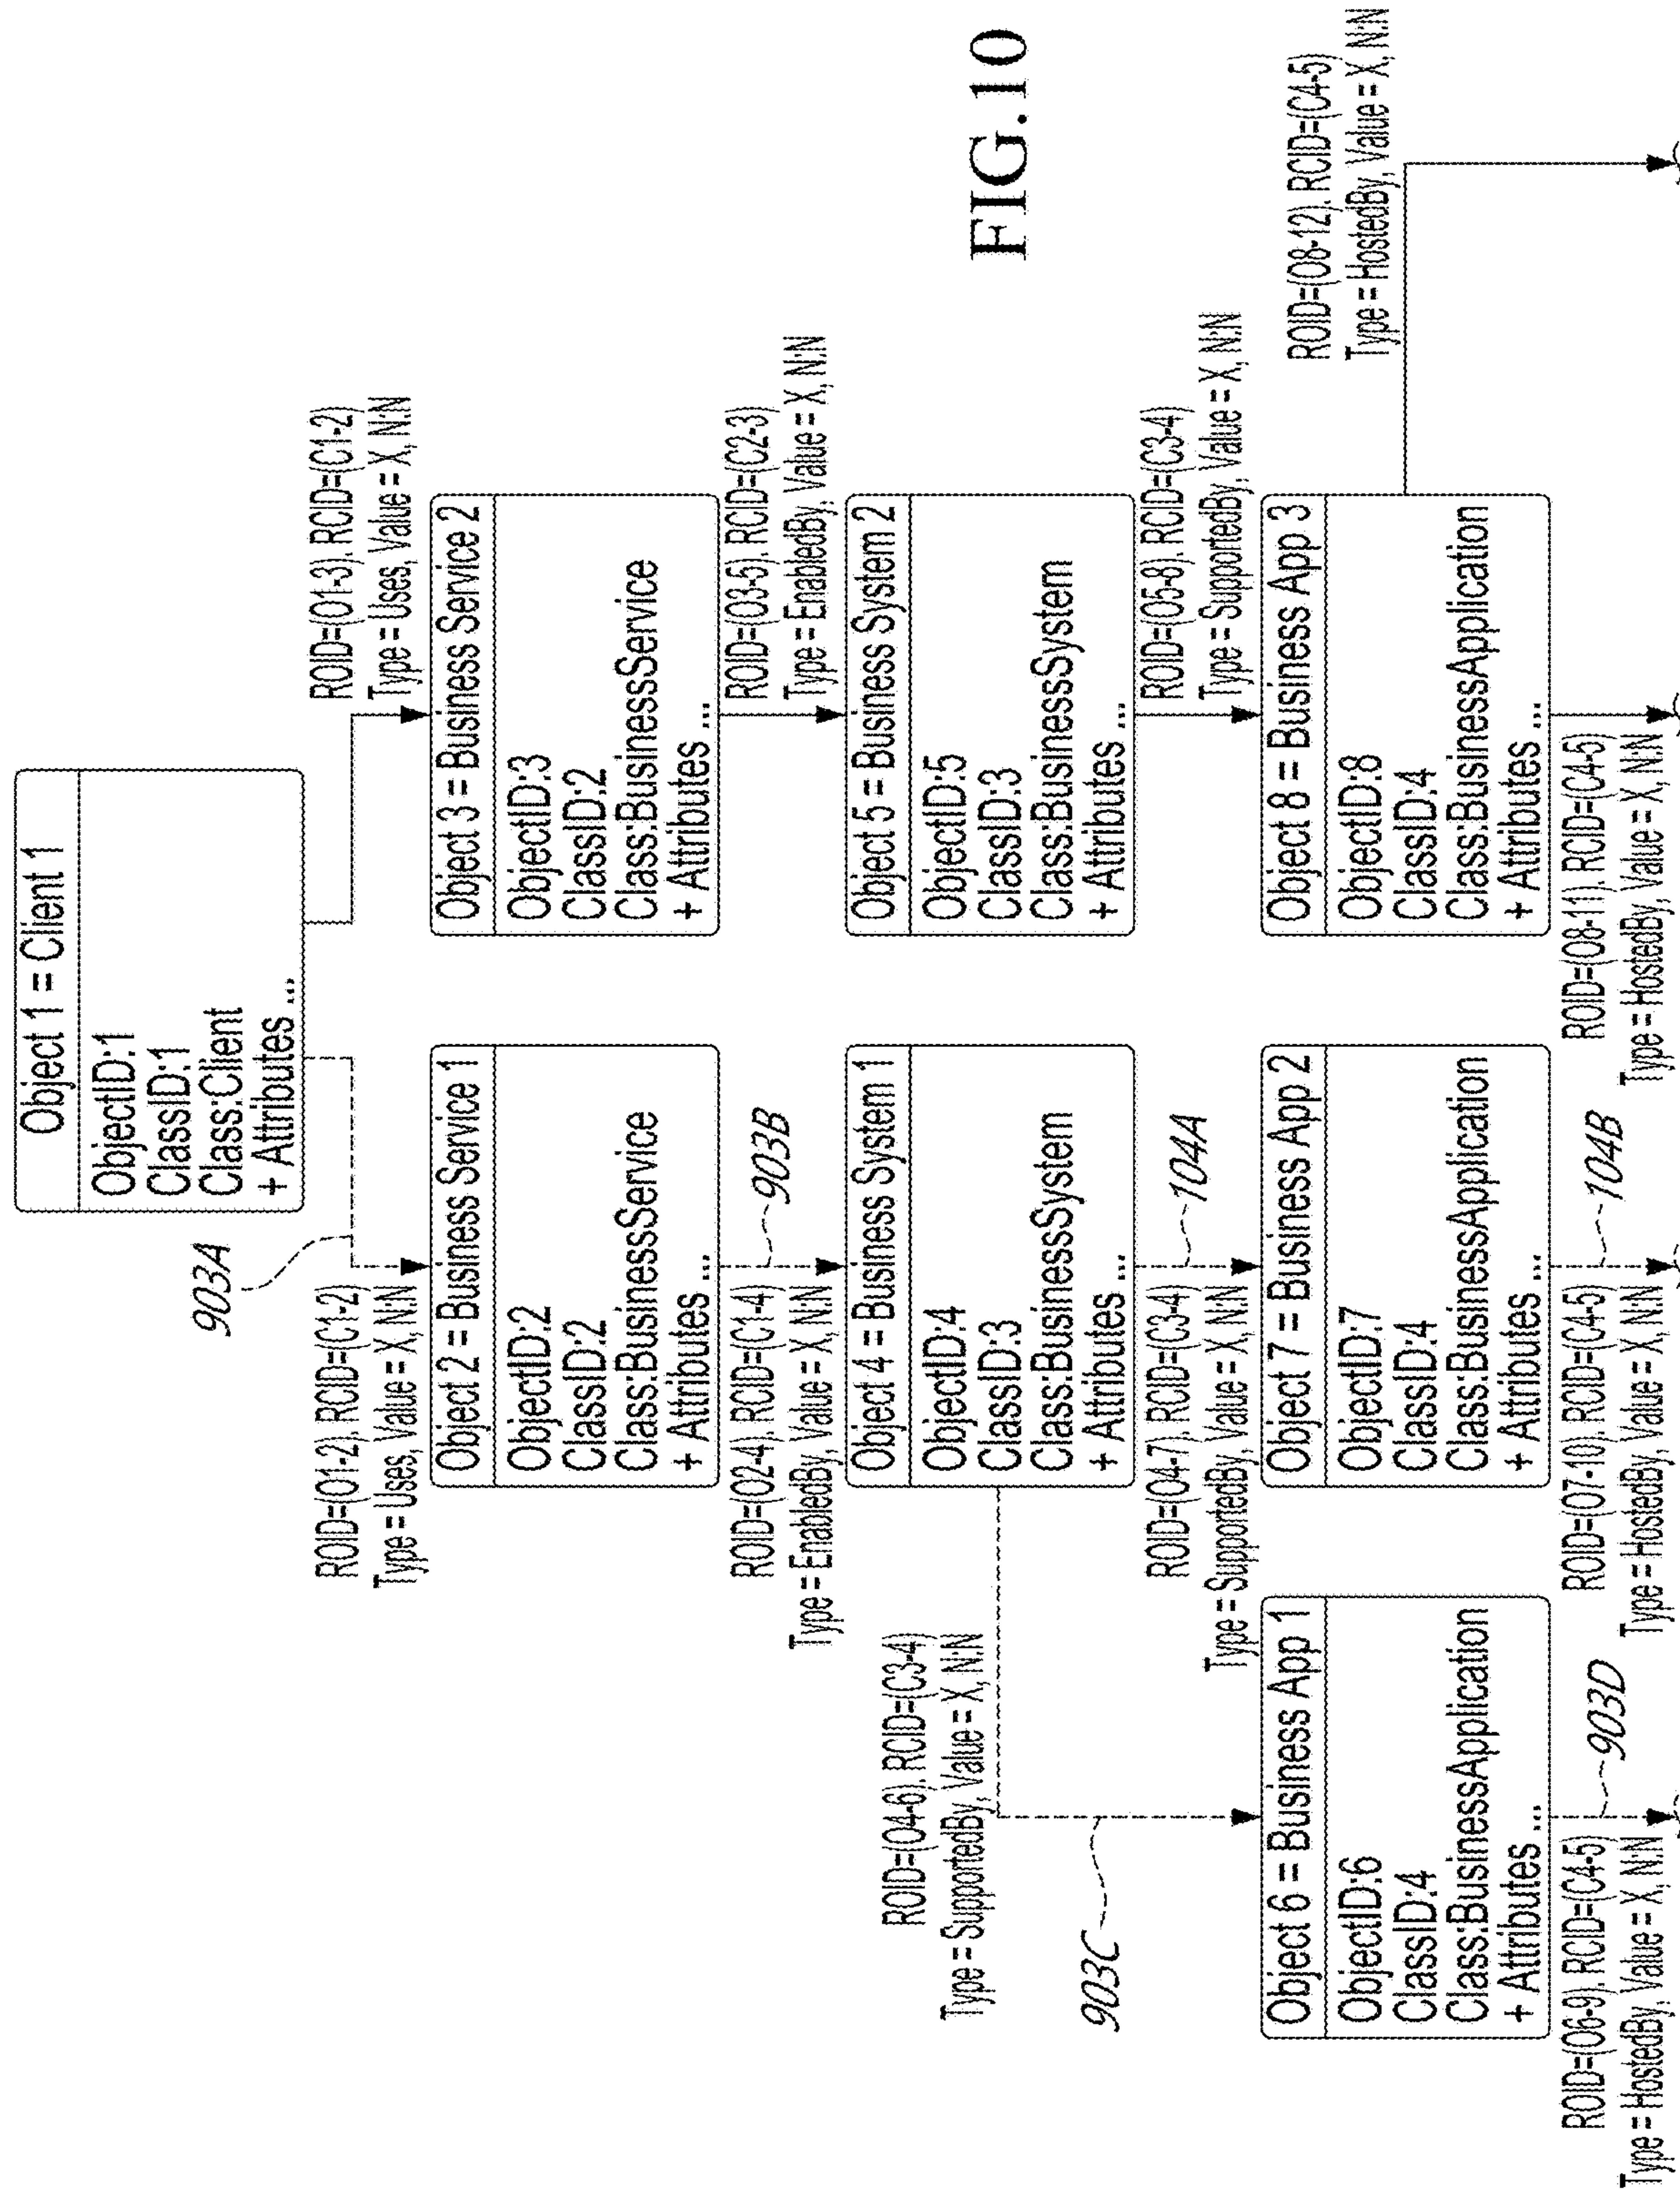 Object 1 = Client 1
ObjectID:1
ClassID:1
Class:Client
+ Attributes ...
903A
ROID=(O1-2), RCID=(C1-2)
Type = Uses, Value = X, N:N
ROID=(O1-3), RCID=(C1-2)
Type = Uses, Value = X, N:N
Object 2 = Business Service 1
ObjectID:2
ClassID:2
Class:BusinessService
+ Attributes ...
Object 3 = Business Service 2
ObjectID:3
ClassID:2
Class:BusinessService
+ Attributes ...
ROID=(O2-4), RCID=(C1-4)
Type = EnabledBy, Value = X, N:N
903B
ROID=(O3-5), RCID=(C2-3)
Type = EnabledBy, Value = X, N:N
Object 4 = Business System 1
ObjectID:4
ClassID:3
Class:BusinessSystem
+ Attributes ...
Object 5 = Business System 2
ObjectID:5
ClassID:3
Class:BusinessSystem
+ Attributes ...
ROID=(O4-6), RCID=(C3-4)
Type = SupportedBy, Value = X, N:N
903C
ROID=(O4-7), RCID=(C3-4)
Type = SupportedBy, Value = X, N:N
104A
ROID=(O5-8), RCID=(C3-4)
Type = SupportedBy, Value = X, N:N
Object 6 = Business App 1
ObjectID:6
ClassID:4
Class:BusinessApplication
+ Attributes ...
Object 7 = Business App 2
ObjectID:7
ClassID:4
Class:BusinessApplication
+ Attributes ...
Object 8 = Business App 3
ObjectID:8
ClassID:4
Class:BusinessApplication
+ Attributes ...
ROID=(O8-12), RCID=(C4-5)
Type = HostedBy, Value = X, N:N
ROID=(O6-9), RCID=(C4-5)
Type = HostedBy, Value = X, N:N
903D
ROID=(O7-10), RCID=(C4-5)
Type = HostedBy, Value = X, N:N
104B
ROID=(O8-11), RCID=(C4-5)
Type = HostedBy, Value = X, N:N
FIG.10